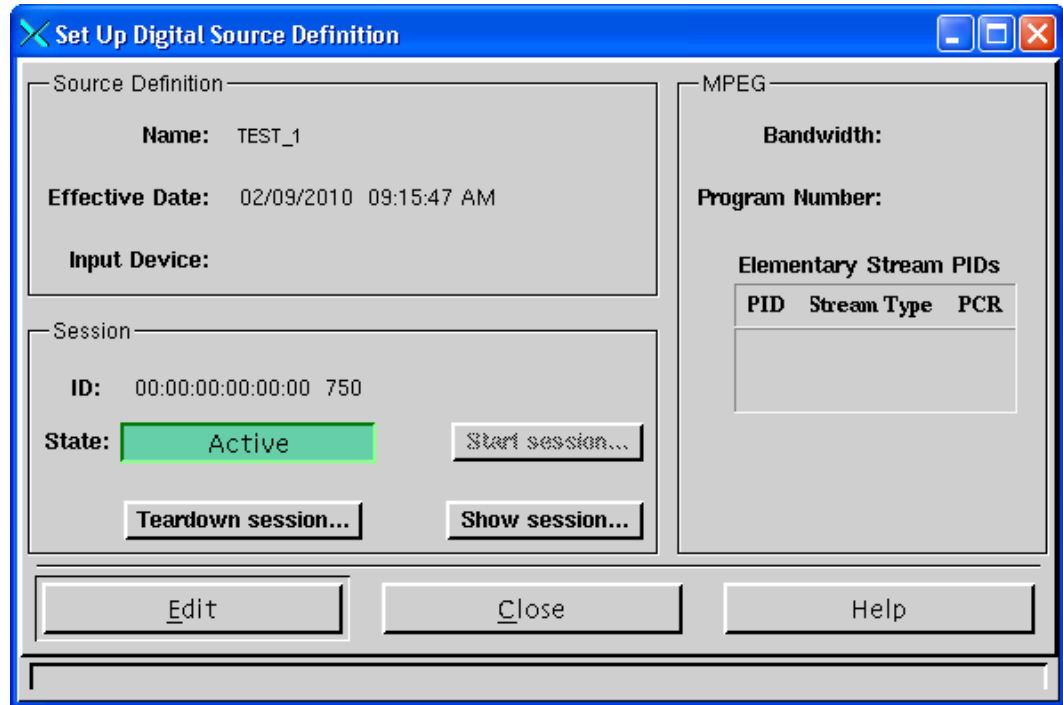 Set Up Digital Source Definition
Source Definition
Name: TEST_1
Effective Date: 02/09/2010 09:15:47 AM
Input Device:
Session
ID: 00:00:00:00:00:00 750
State: Active
Start session...
Teardown session...
Show session...
MPEG
Bandwidth:
Program Number:
Elementary Stream PIDs
PID Stream Type PCR
Edit
Close
Help